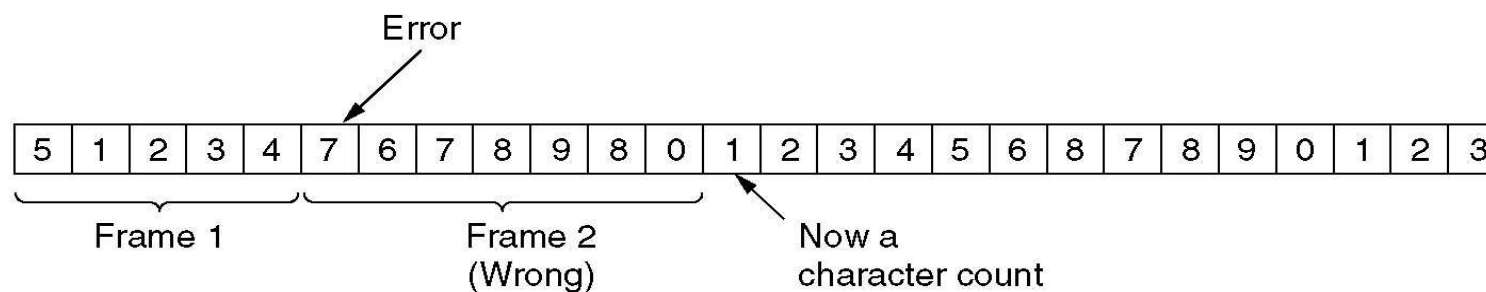 Error
5 1 2 3 4 7 6 7 8 9 8 0 1 2 3 4 5 6 8 7 8 9 0 1 2 3
Frame 1
Frame 2
(Wrong)
Now a
character count